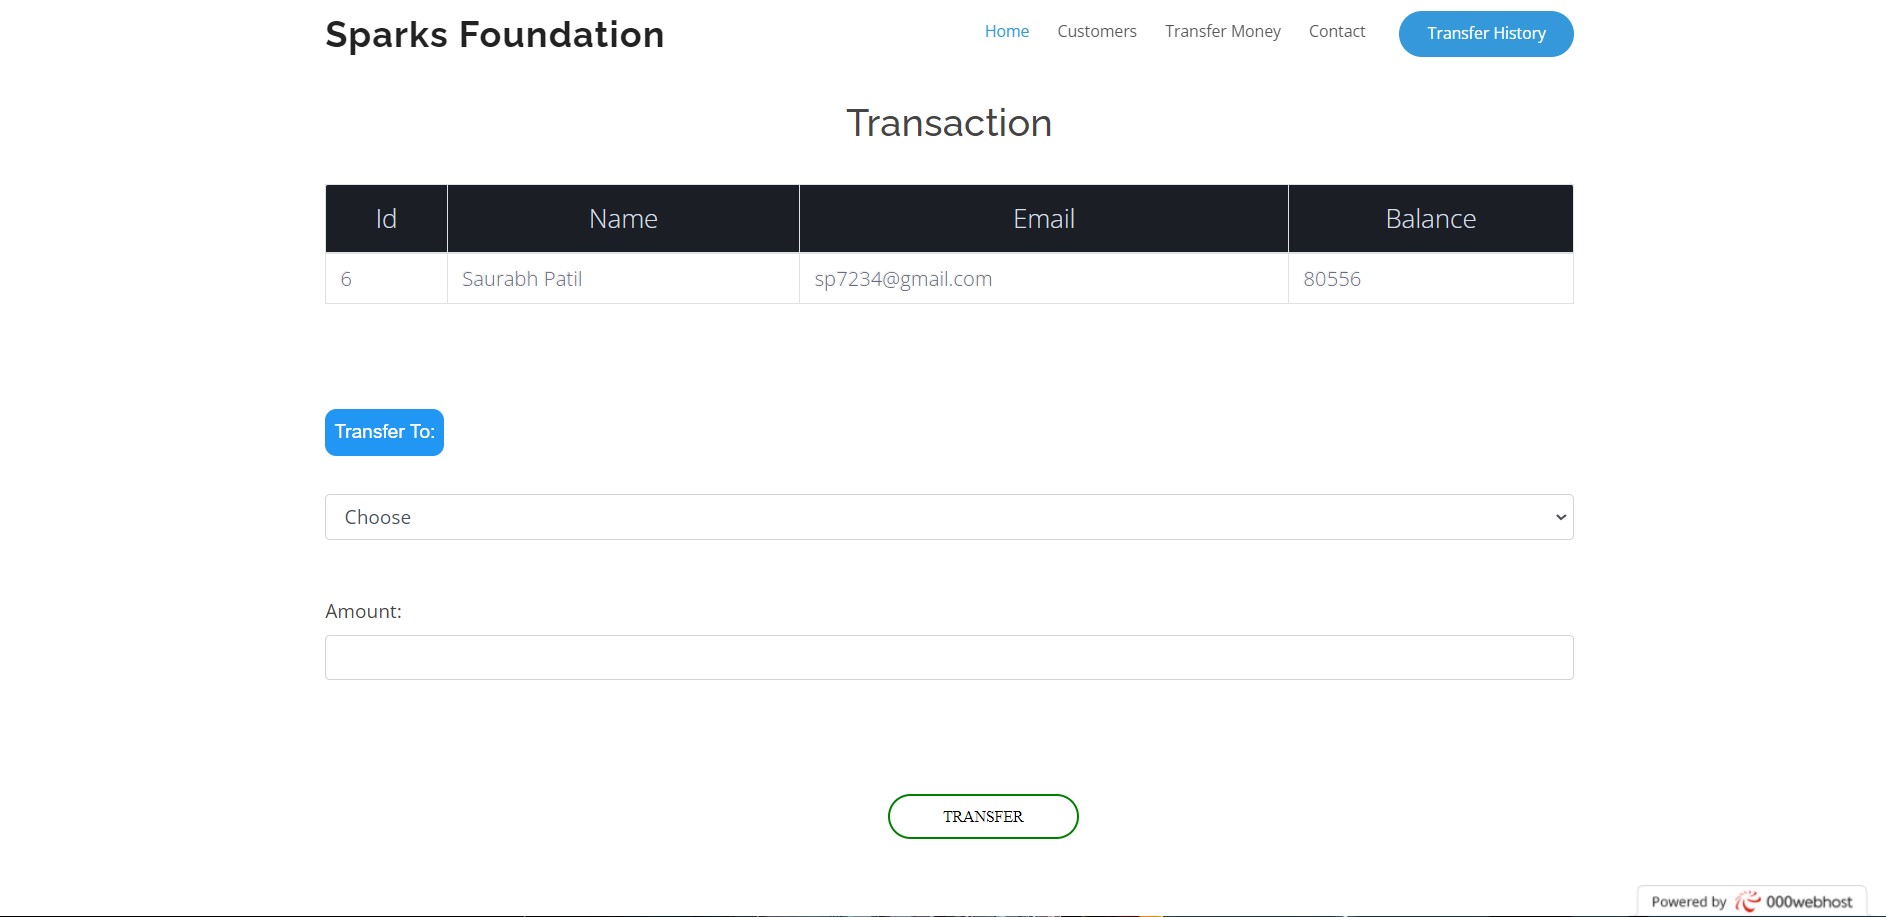 Sparks Foundation
Home Customers Transfer Money Contact Transfer History
Transaction
Id Name Email Balance
6 Saurabh Patil sp7234@gmail.com 80556
Transfer To:
Choose
Amount:
TRANSFER
Powered by 000webhost